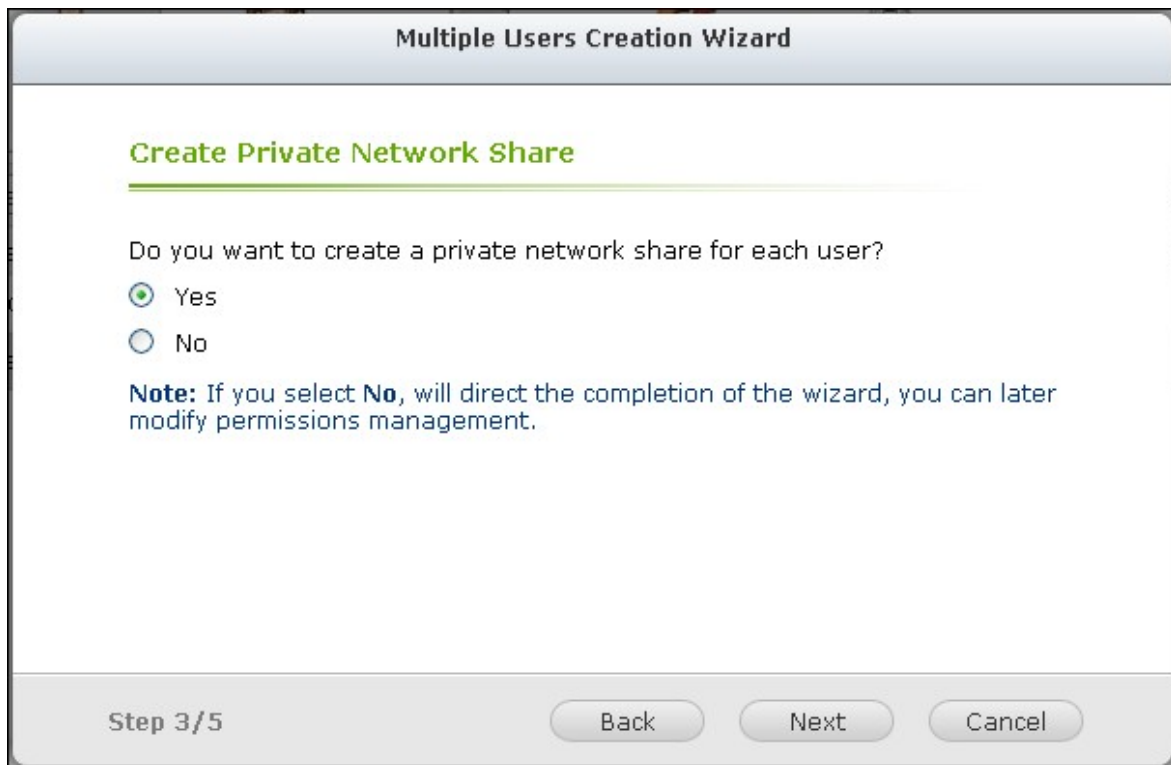 Multiple Users Creation Wizard
Create Private Network Share
Do you want to create a private network share for each user?
Yes
No
Note: If you select No, will direct the completion of the wizard, you can later
modify permissions management.
Step 3/5
Back
Next
Cancel